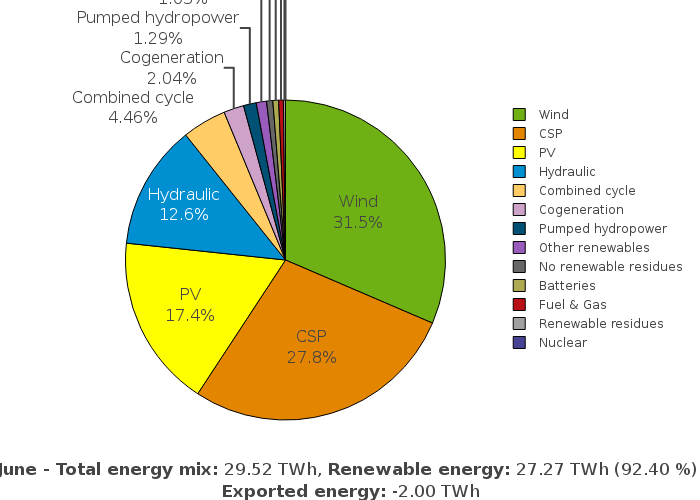 Pumped hydropower
1.29%
Cogeneration
2.04%
Combined cycle
4.46%
Hydraulic
12.6%
Wind
31.5%
PV
17.4%
CSP
27.8%
Wind
CSP
PV
Hydraulic
Combined cycle
Cogeneration
Pumped hydropower
Other renewables
No renewable residues
Batteries
Fuel & Gas
Renewable residues
Nuclear
June - Total energy mix: 29.52 TWh, Renewable energy: 27.27 TWh (92.40 %)
Exported energy: -2.00 TWh